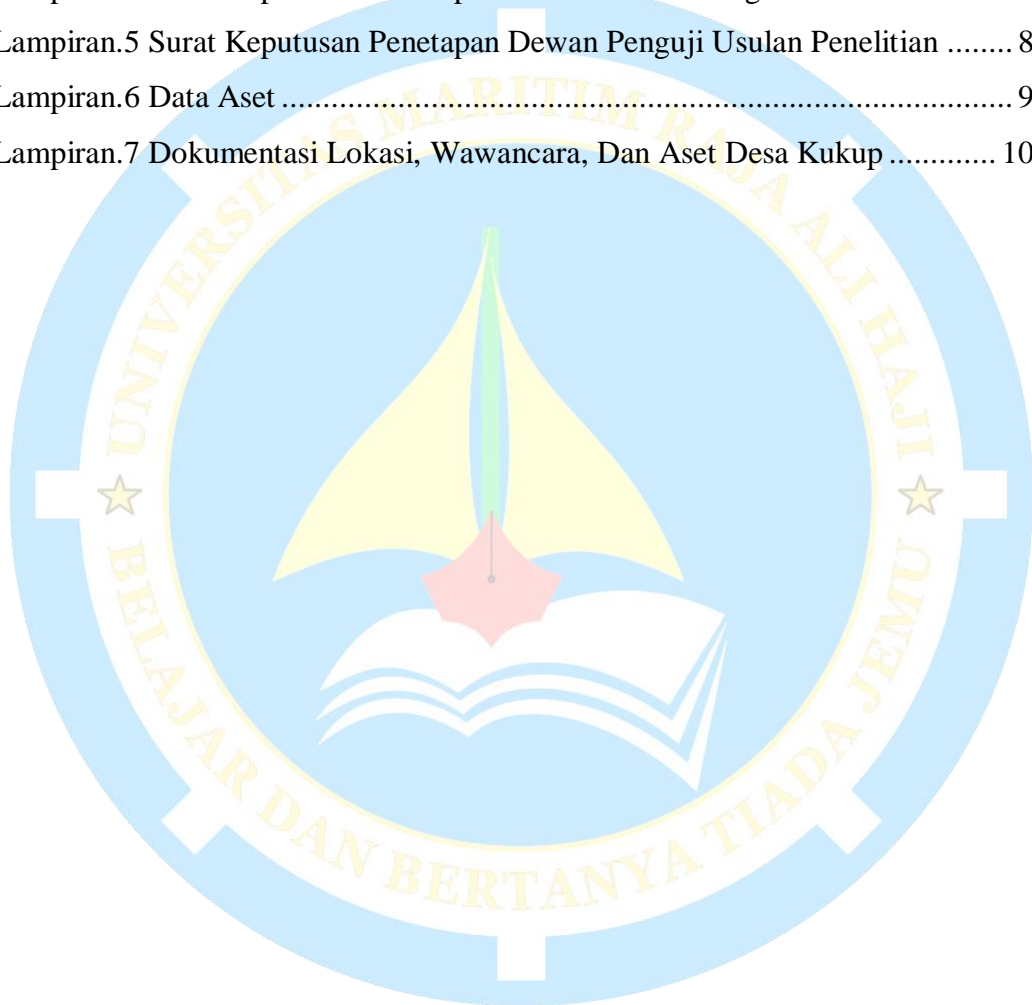 Lampiran.5 Surat Keputusan Penetapan Dewan Penguji Usulan Penelitian ........ 8
Lampiran.6 Data Aset ......................................................................................... 9
Lampiran.7 Dokumentasi Lokasi, Wawancara, Dan Aset Desa Kukup ............. 10
UNIVERSITAS MARITIM RAJA ALI HAJI
BELAJAR DAN BERTANYA TIADA JEMU